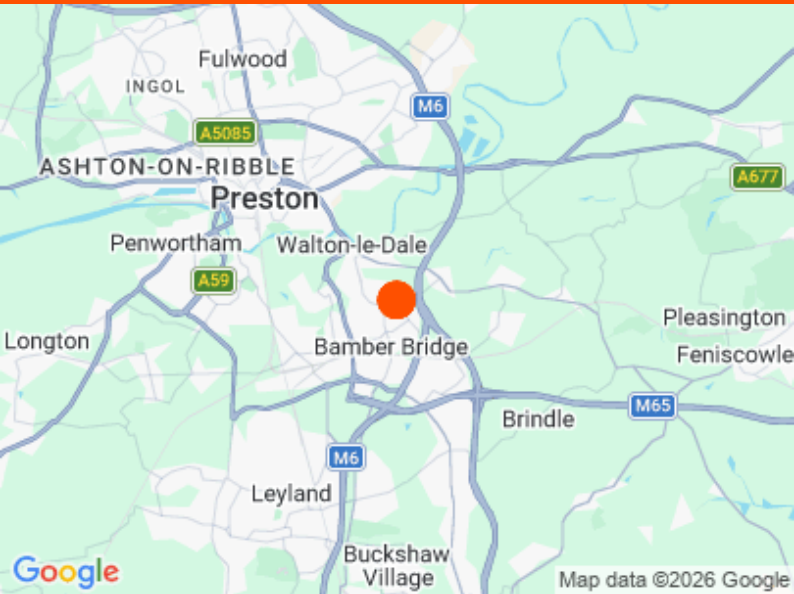 Fulwood
INGOL
M6
A5085
ASHTON-ON-RIBBLE
A677
Preston
Penwortham
Walton-le-Dale
A59
Longton
Pleasington
Bamber Bridge
Feniscowle
M65
Brindle
M6
Leyland
Buckshaw
Village
Google
Map data ©2026 Google